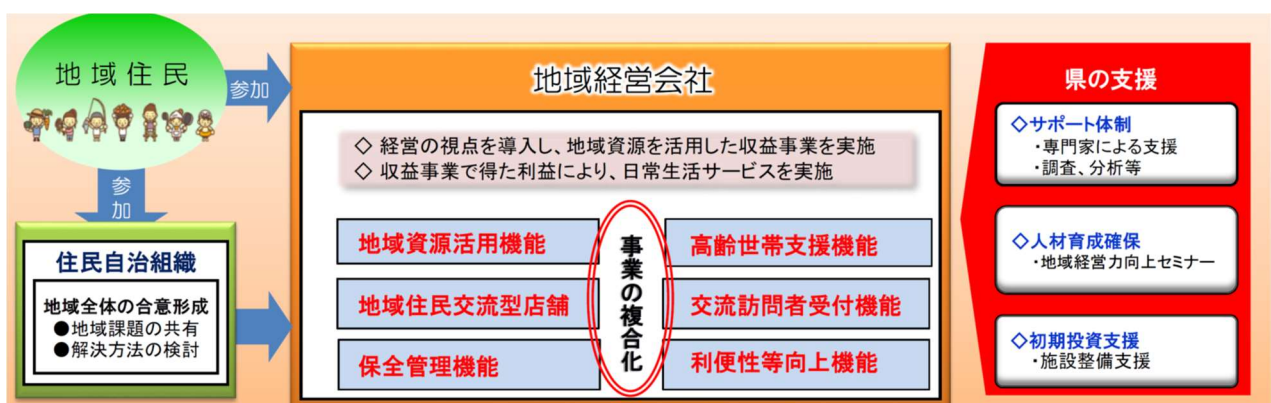 地域住民
参加
参加
住民自治組織
地域全体の合意形成
●地域課題の共有
●解決方法の検討
地域経営会社
◇ 経営の視点を導入し、地域資源を活用した収益事業を実施
◇ 収益事業で得た利益により、日常生活サービスを実施
地域資源活用機能
地域住民交流型店舗
保全管理機能
事業の複合化
高齢世帯支援機能
交流訪問者受付機能
利便性等向上機能
県の支援
◇サポート体制
・専門家による支援
・調査、分析等
◇人材育成確保
・地域経営力向上セミナー
◇初期投資支援
・施設整備支援